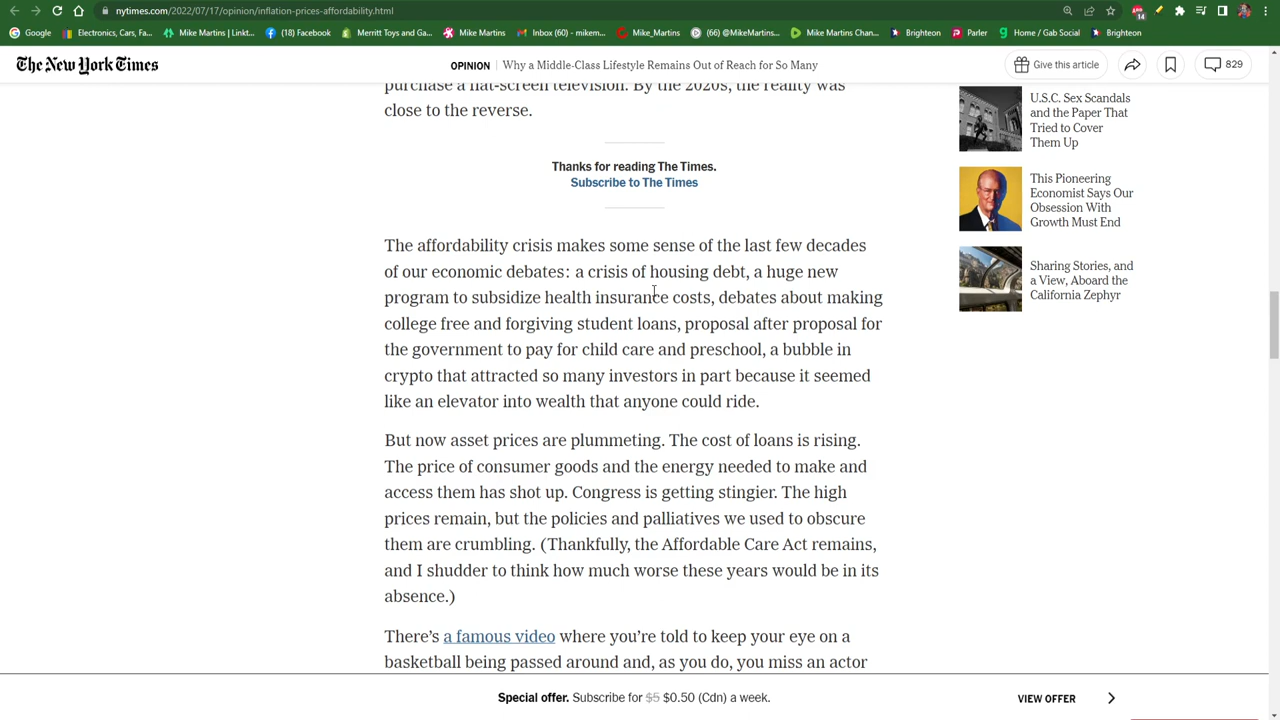 nytimes.com/2022/07/17/opinion/inflation-prices-affordability.html
14
Google
Electronics, Cars, Fa...
Mike Martins | Linkt...
(18) Facebook
Merritt Toyz and Ga...
Mike Martins
Inbox (60) - mikem...
Mike_Martins
(66) @MikeMartins...
Mike Martins Chan...
Brighteon
Parler
Home / Gab Social
Brighteon
The New York Times
OPINION | Why a Middle-Class Lifestyle Remains Out of Reach for So Many
Give this article
829
purchase a flat-screen television. By the 2020s, the reality was
close to the reverse.
Thanks for reading The Times.
Subscribe to The Times
The affordability crisis makes some sense of the last few decades
of our economic debates: a crisis of housing debt, a huge new
program to subsidize health insurance costs, debates about making
college free and forgiving student loans, proposal after proposal for
the government to pay for child care and preschool, a bubble in
crypto that attracted so many investors in part because it seemed
like an elevator into wealth that anyone could ride.
But now asset prices are plummeting. The cost of loans is rising.
The price of consumer goods and the energy needed to make and
access them has shot up. Congress is getting stingier. The high
prices remain, but the policies and palliatives we used to obscure
them are crumbling. (Thankfully, the Affordable Care Act remains,
and I shudder to think how much worse these years would be in its
absence.)
There's a famous video where you're told to keep your eye on a
basketball being passed around and, as you do, you miss an actor
U.S.C. Sex Scandals
and the Paper That
Tried to Cover
Them Up
This Pioneering
Economist Says Our
Obsession With
Growth Must End
Sharing Stories, and
a View, Aboard the
California Zephyr
Special offer. Subscribe for $5 $0.50 (Cdn) a week.
VIEW OFFER